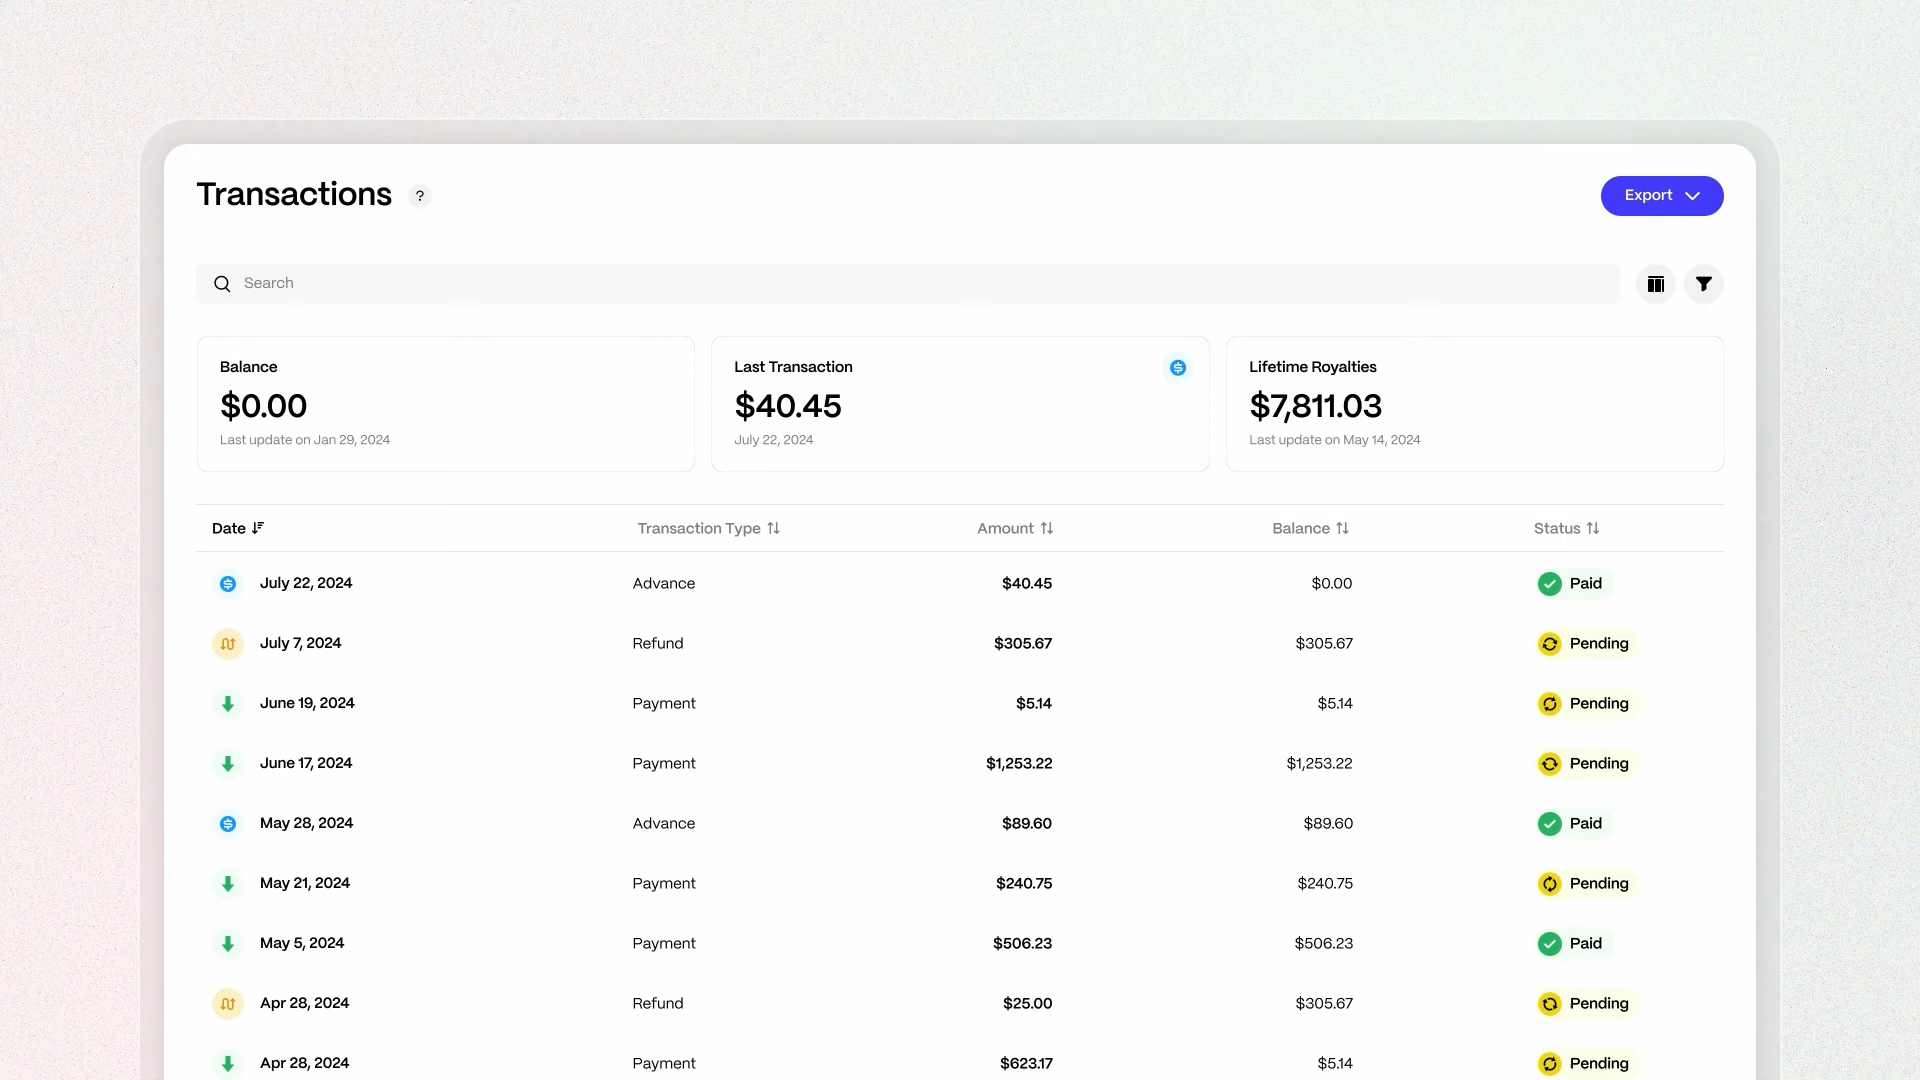 Transactions ?
Export
Search
Balance
$0.00
Last update on Jan 29, 2024
Last Transaction
$40.45
July 22, 2024
Lifetime Royalties
$7,811.03
Last update on May 14, 2024
Date Transaction Type Amount Balance Status
July 22, 2024 Advance $40.45 $0.00 Paid
July 7, 2024 Refund $305.67 $305.67 Pending
June 19, 2024 Payment $5.14 $5.14 Pending
June 17, 2024 Payment $1,253.22 $1,253.22 Pending
May 28, 2024 Advance $89.60 $89.60 Paid
May 21, 2024 Payment $240.75 $240.75 Pending
May 5, 2024 Payment $506.23 $506.23 Paid
Apr 28, 2024 Refund $25.00 $305.67 Pending
Apr 28, 2024 Payment $623.17 $5.14 Pending